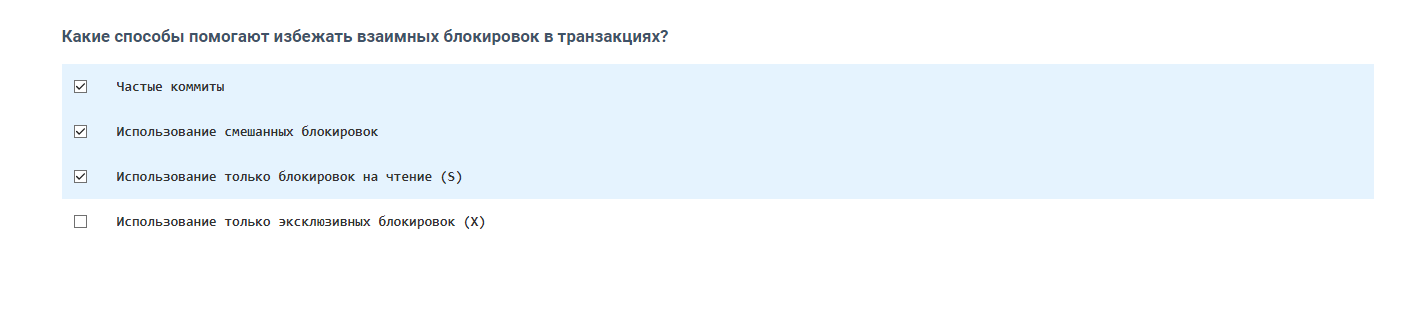 Какие способы помогают избежать взаимных блокировок в транзакциях?
Частые коммиты
Использование смешанных блокировок
Использование только блокировок на чтение (S)
Использование только эксклюзивных блокировок (X)